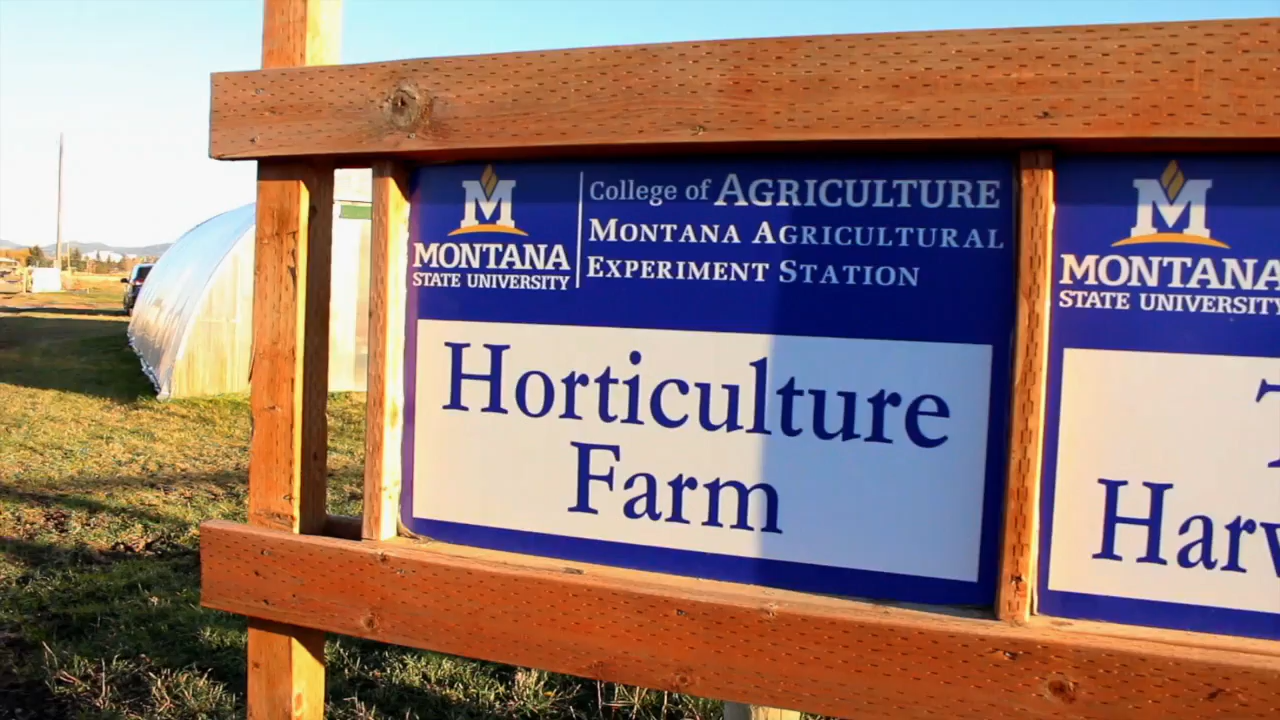 M
MONTANA
STATE UNIVERSITY
College of AGRICULTURE
MONTANA AGRICULTURAL
EXPERIMENT STATION
Horticulture
Farm
M
MONTANA
STATE UNIVERSITY